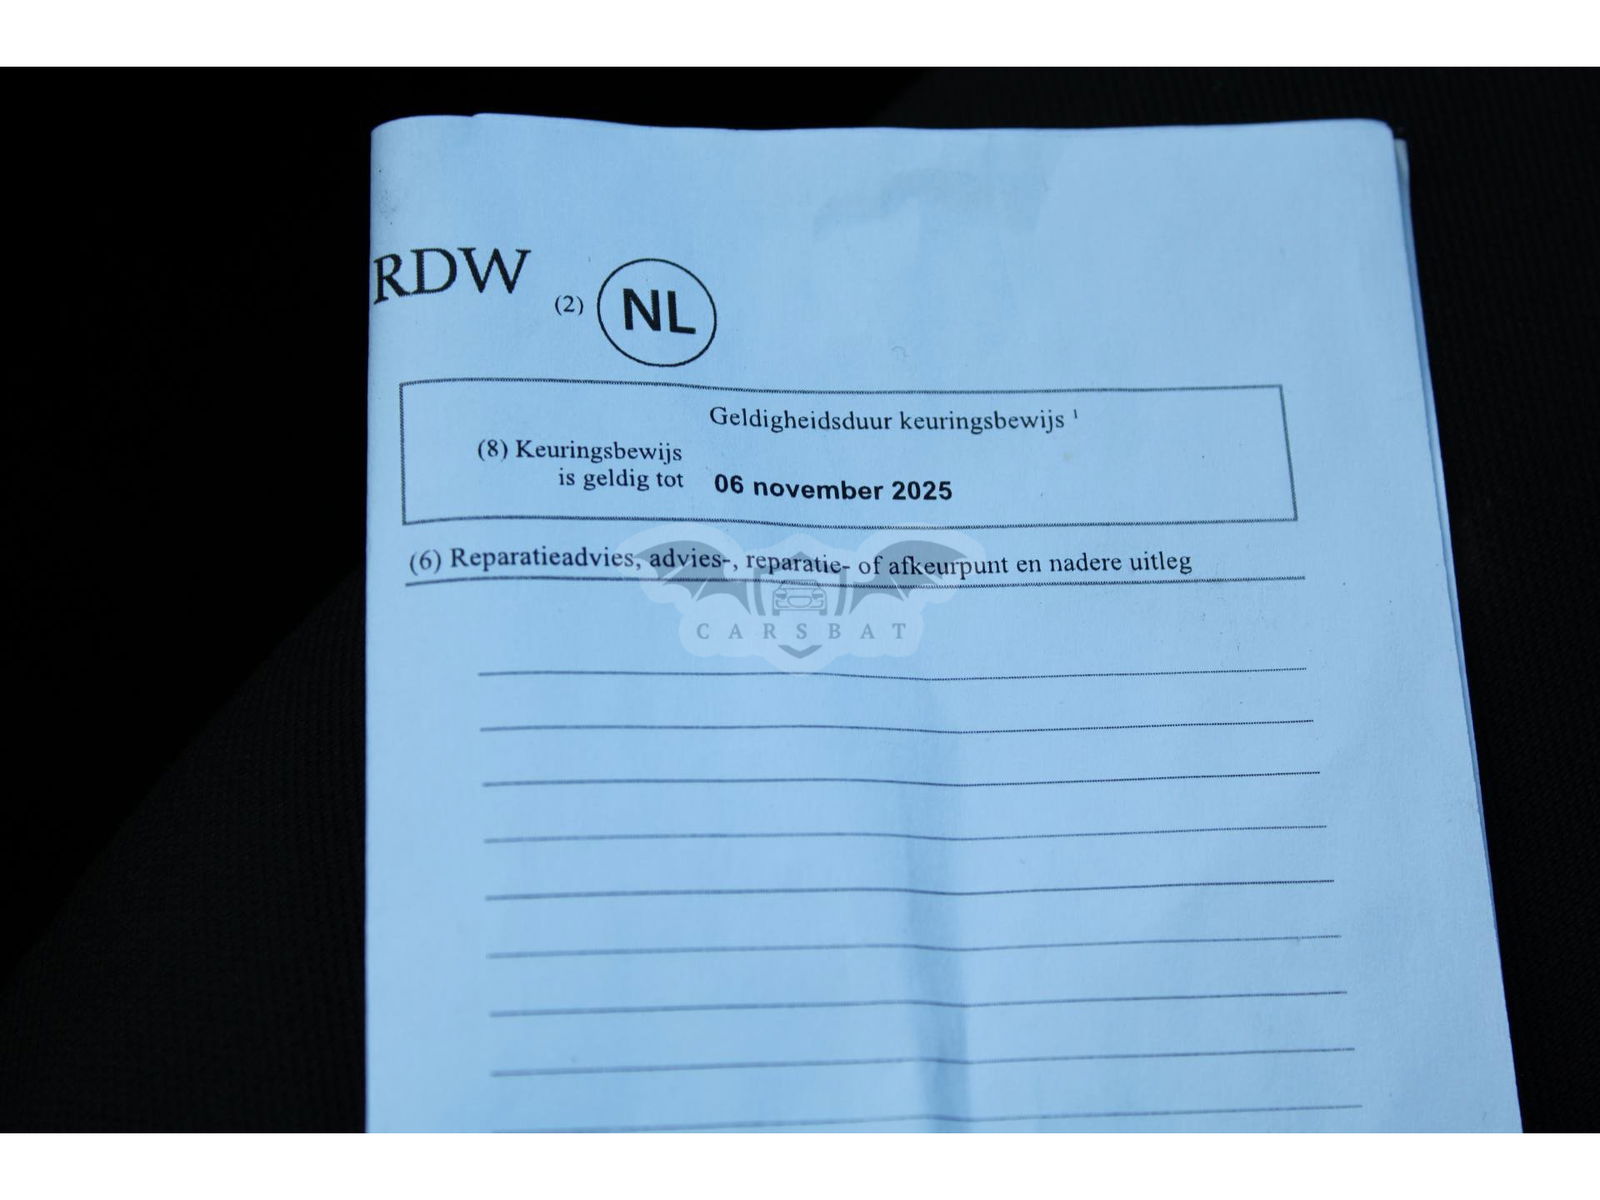 RDW
(2) NL
Geldigheidsduur keuringsbewijs ¹
(8) Keuringsbewijs
is geldig tot 06 november 2025
(6) Reparatieadvies, advies-, reparatie- of afkeurpunt en nadere uitleg
CARSBAT